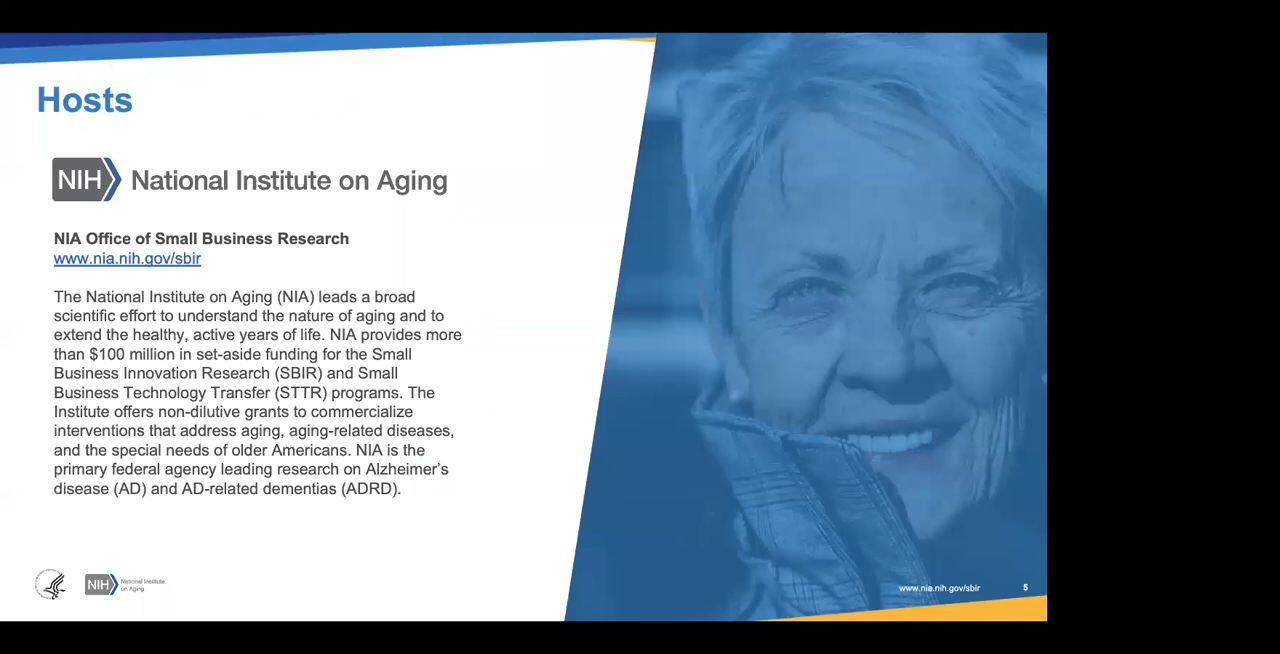 Hosts
NIH National Institute on Aging
NIA Office of Small Business Research
www.nia.nih.gov/sbir
The National Institute on Aging (NIA) leads a broad
scientific effort to understand the nature of aging and to
extend the healthy, active years of life. NIA provides more
than $100 million in set-aside funding for the Small
Business Innovation Research (SBIR) and Small
Business Technology Transfer (STTR) programs. The
Institute offers non-dilutive grants to commercialize
interventions that address aging, aging-related diseases,
and the special needs of older Americans. NIA is the
primary federal agency leading research on Alzheimer’s
disease (AD) and AD-related dementias (ADRD).
NIH National Institute
on Aging
www.nia.nih.gov/sbir
5